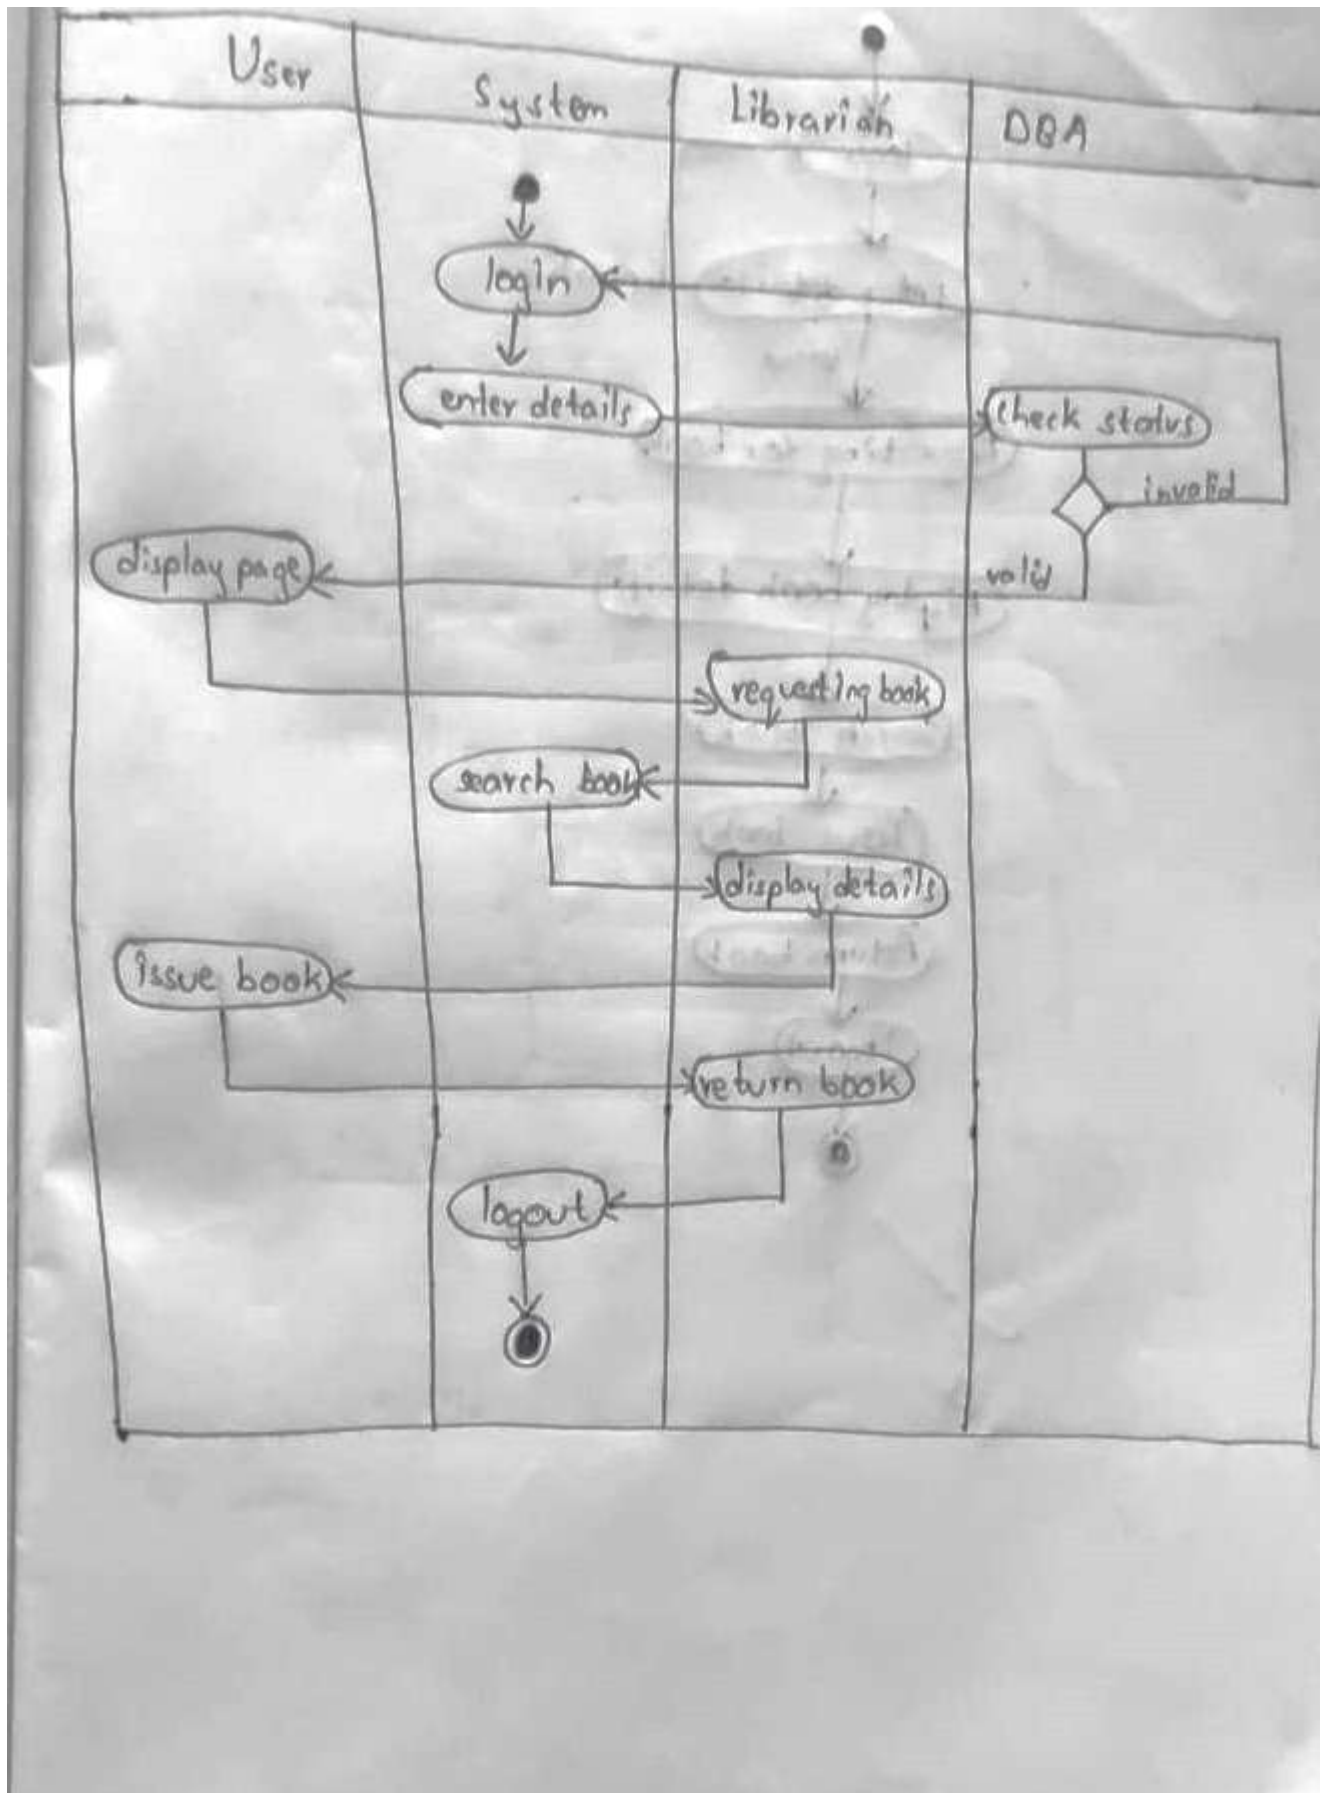 User
System
Librarian
DBA
login
enter details
check status
invalid
valid
display page
requesting book
search book
display details
issue book
return book
logout